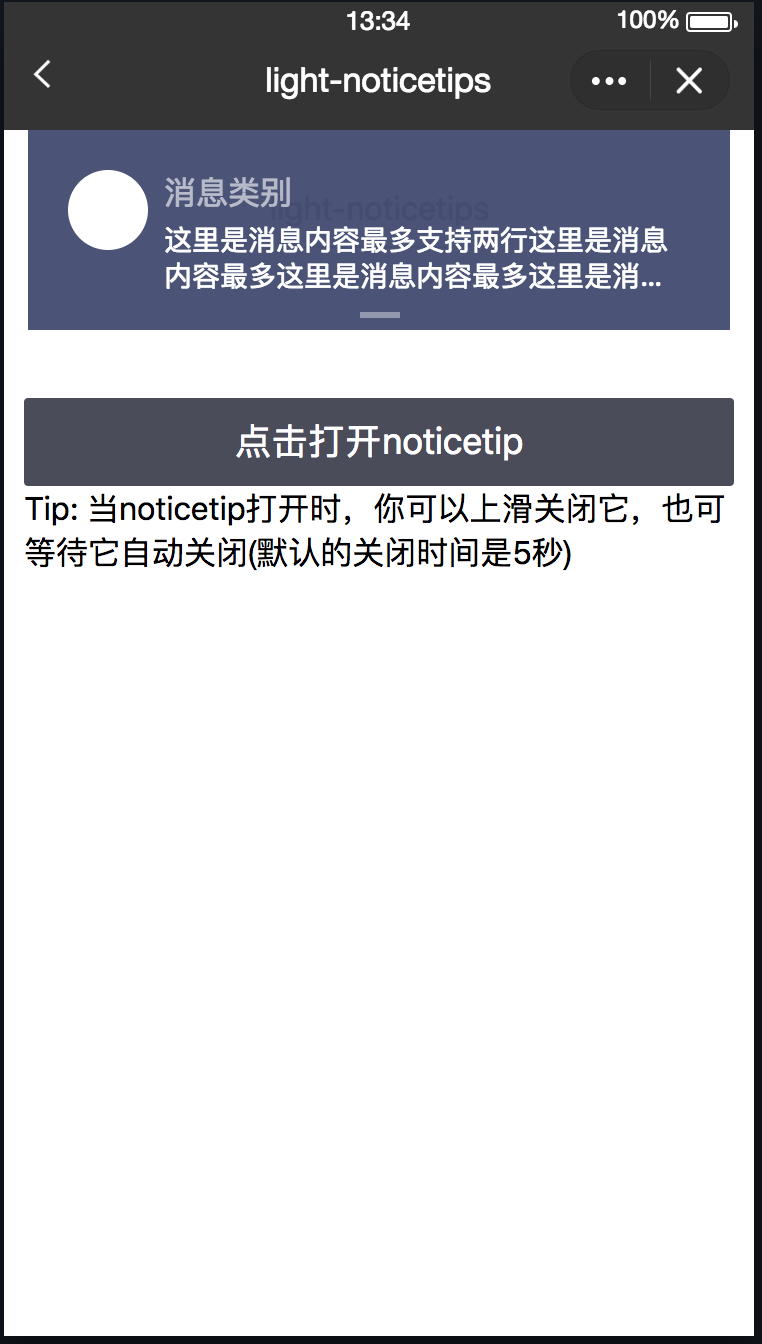 13:34
100%
light-noticetips
消息类别
light-noticetips
这里是消息内容最多支持两行这里是消息
内容最多这里是消息内容最多这里是消...
点击打开noticetip
Tip: 当noticetip打开时，你可以上滑关闭它，也可
等待它自动关闭(默认的关闭时间是5秒)